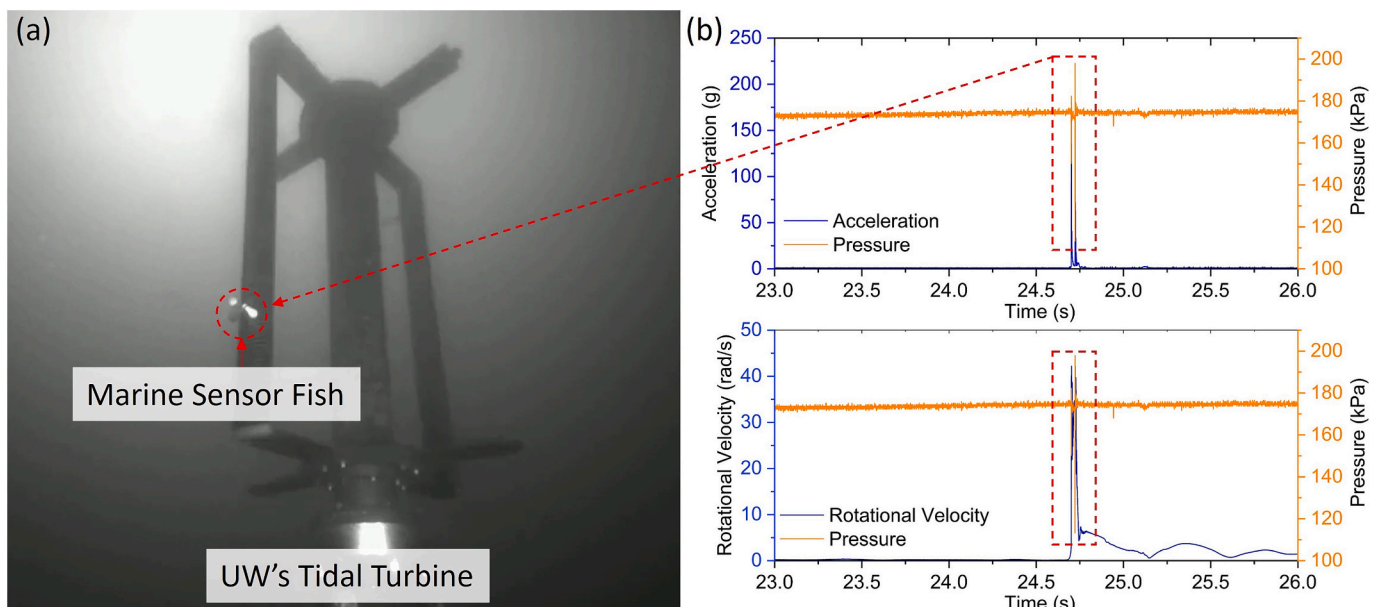 (a)
Marine Sensor Fish
UW's Tidal Turbine
(b)
250
200
150
100
50
0
Acceleration (g)
200
180
160
140
120
100
Pressure (kPa)
Acceleration
Pressure
23.0 23.5 24.0 24.5 25.0 25.5 26.0
Time (s)
50
40
30
20
10
0
Rotational Velocity (rad/s)
200
180
160
140
120
100
Pressure (kPa)
Rotational Velocity
Pressure
23.0 23.5 24.0 24.5 25.0 25.5 26.0
Time (s)